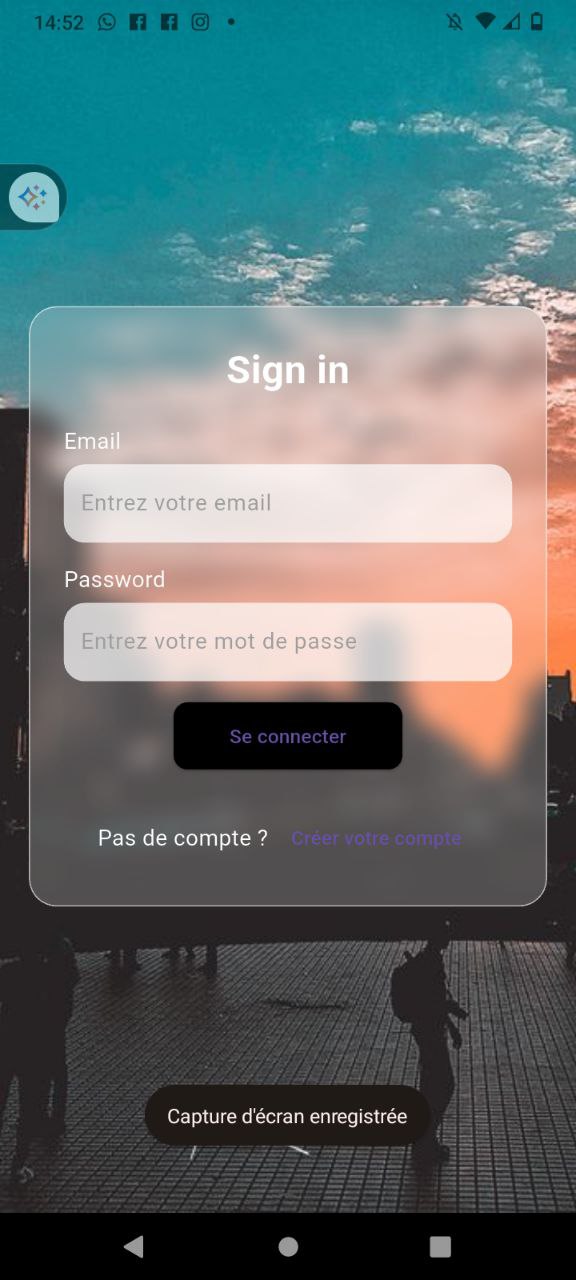 14:52
Sign in
Email
Entrez votre email
Password
Entrez votre mot de passe
Se connecter
Pas de compte ? Créer votre compte
Capture d'écran enregistrée